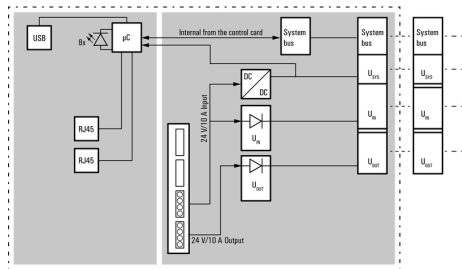 USB
8x
µC
Internal from the control card
System bus
System bus
System bus
DC
DC
U_SYS
U_SYS
24 V/10 A Input
U_IN
U_IN
U_IN
RJ45
RJ45
U_OUT
U_OUT
U_OUT
24 V/10 A Output